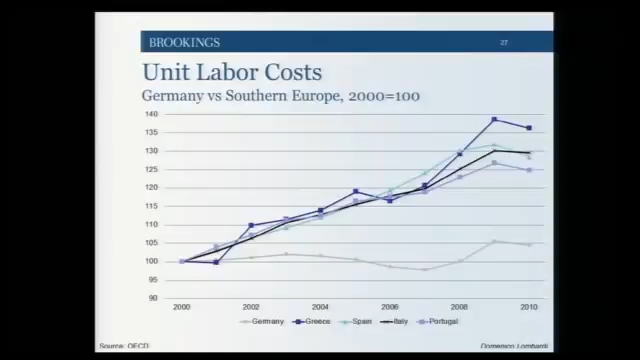 BROOKINGS
27
Unit Labor Costs
Germany vs Southern Europe, 2000=100
140
135
130
125
120
115
110
105
100
95
90
2000 2002 2004 2006 2008 2010
Germany Greece Spain Italy Portugal
Source: OECD
Domenico Lombardi